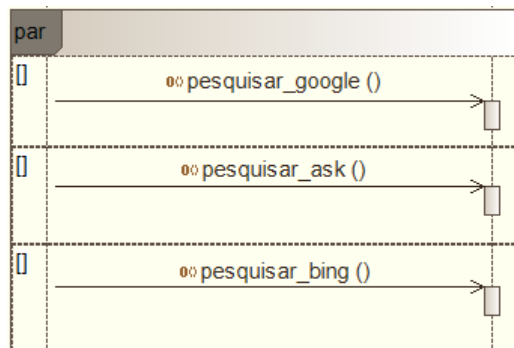 par
[]
pesquisar_google ()
[]
pesquisar_ask ()
[]
pesquisar_bing ()